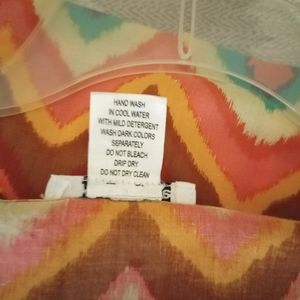 HAND WASH
IN COOL WATER
WITH MILD DETERGENT
WASH DARK COLORS
SEPARATELY
DO NOT BLEACH
DRIP DRY
DO NOT DRY CLEAN